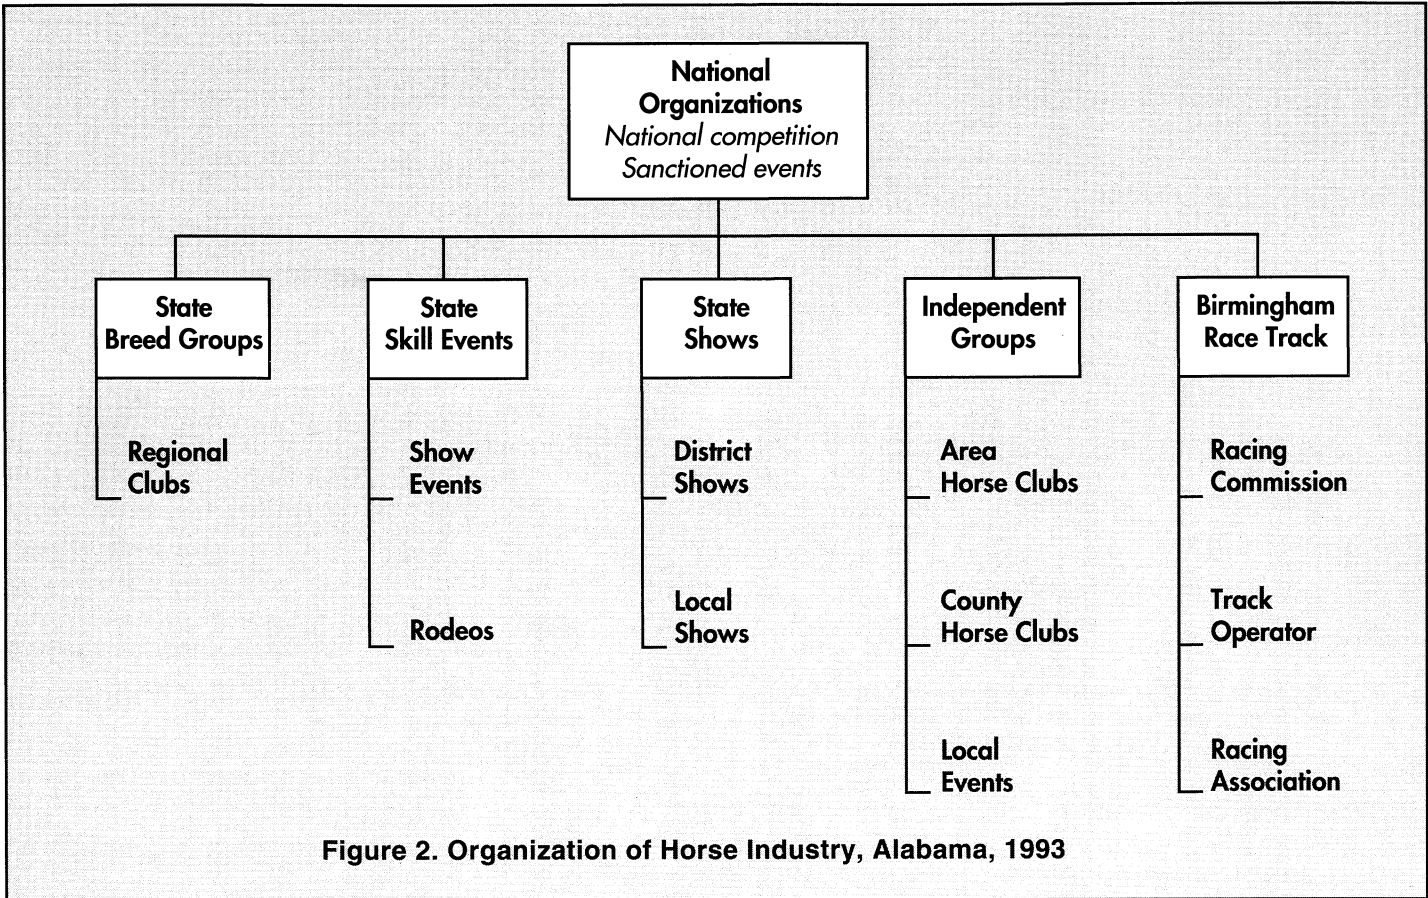 National
Organizations
National competition
Sanctioned events
State
Breed Groups
State
Skill Events
State
Shows
Independent
Groups
Birmingham
Race Track
Regional
Clubs
Show
Events
District
Shows
Area
Horse Clubs
Racing
Commission
Rodeos
Local
Shows
County
Horse Clubs
Track
Operator
Local
Events
Racing
Association
Figure 2. Organization of Horse Industry, Alabama, 1993